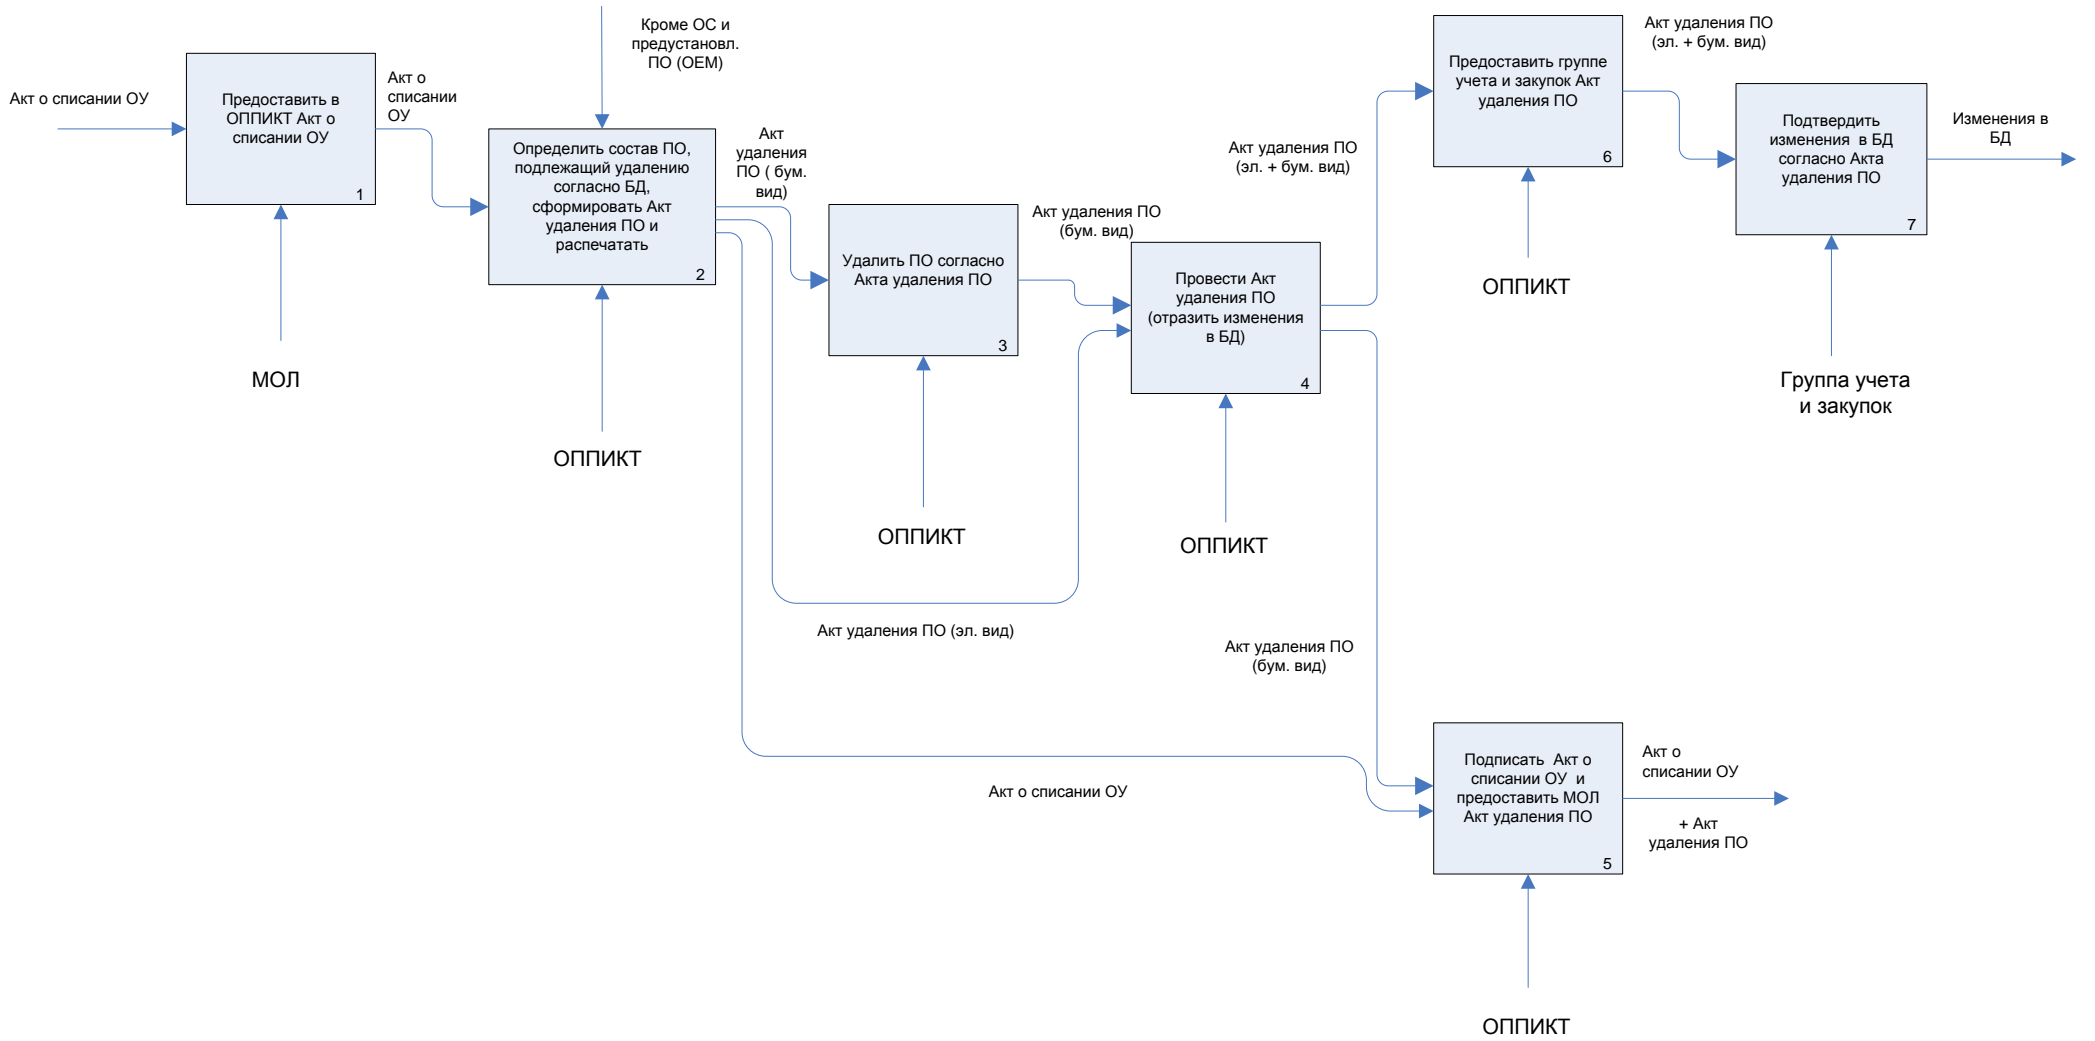 Акт о списании ОУ
Предоставить в
ОППИКТ Акт о
списании ОУ
1
МОЛ
Акт о
списании
ОУ
Кроме ОС и
предустановл.
ПО (OEM)
Определить состав ПО,
подлежащий удалению
согласно БД,
сформировать Акт
удаления ПО и
распечатать
2
ОППИКТ
Акт
удаления
ПО ( бум.
вид)
Удалить ПО согласно
Акта удаления ПО
3
ОППИКТ
Акт удаления ПО
(бум. вид)
Акт удаления ПО (эл. вид)
Акт о списании ОУ
Провести Акт
удаления ПО
(отразить изменения
в БД)
4
ОППИКТ
Акт удаления ПО
(эл. + бум. вид)
Акт удаления ПО
(бум. вид)
Предоставить группе
учета и закупок Акт
удаления ПО
6
ОППИКТ
Акт удаления ПО
(эл. + бум. вид)
Подтвердить
изменения в БД
согласно Акта
удаления ПО
7
Группа учета
и закупок
Изменения в
БД
Подписать Акт о
списании ОУ и
предоставить МОЛ
Акт удаления ПО
5
ОППИКТ
Акт о
списании ОУ
+ Акт
удаления ПО